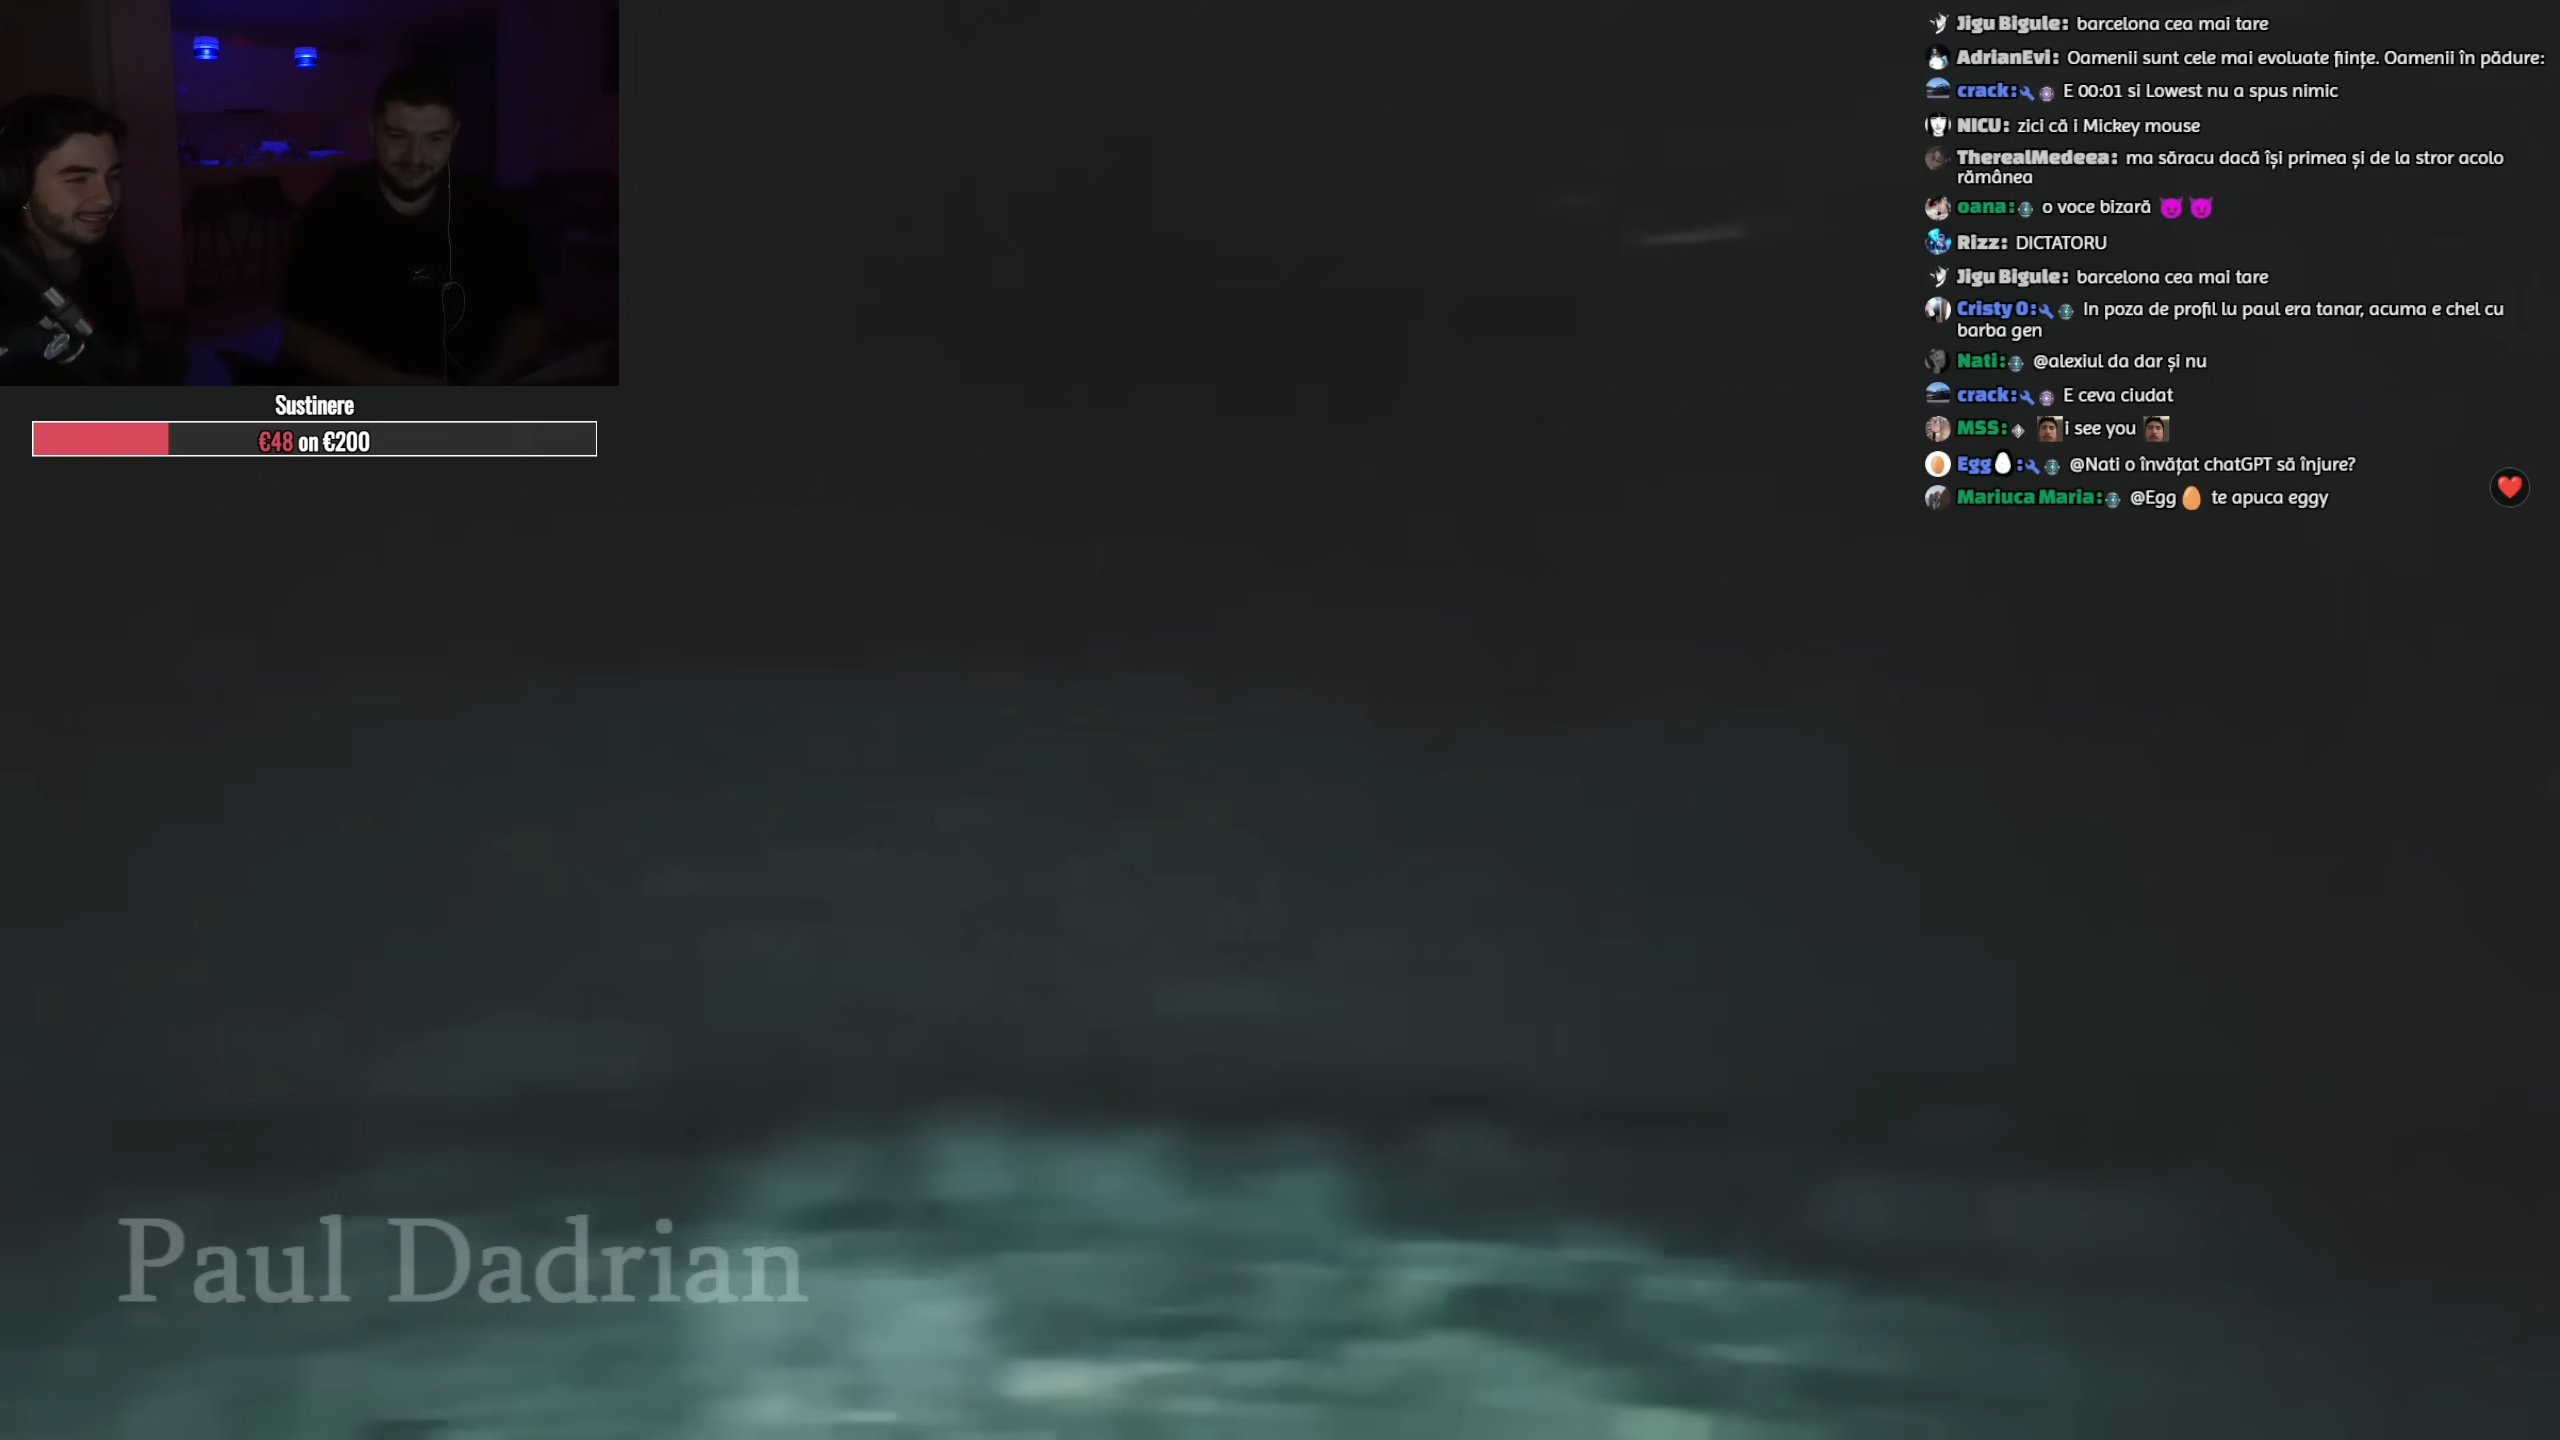 Sustinere
€48 on €200
Jigu Bigule: barcelona cea mai tare
AdrianEvi: Oamenii sunt cele mai evoluate ființe. Oamenii în pădure:
crack: E 00:01 si Lowest nu a spus nimic
NICU: zici că i Mickey mouse
TherealMedeea: ma săracu dacă își primea și de la stror acolo
rămânea
oana: o voce bizară 😈 😈
Rizz: DICTATORU
Jigu Bigule: barcelona cea mai tare
Cristy O: In poza de profil lu paul era tanar, acuma e chel cu
barba gen
Nati: @alexiul da dar și nu
crack: E ceva ciudat
MSS: i see you
Egg🥚: @Nati o învățat chatGPT să înjure?
Mariuca Maria: @Egg 🥚 te apuca eggy
Paul Dadrian